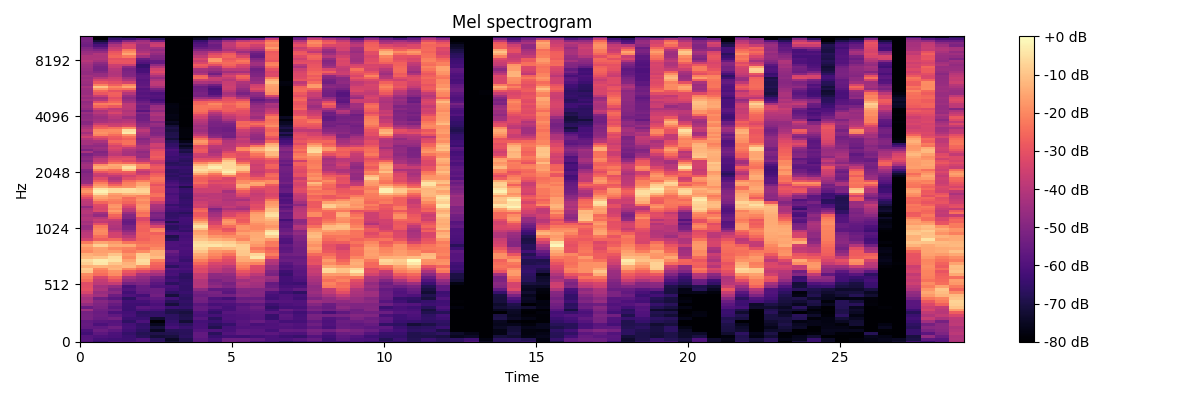 Mel spectrogram
Hz
8192
4096
2048
1024
512
0
0 5 10 15 20 25
Time
+0 dB
-10 dB
-20 dB
-30 dB
-40 dB
-50 dB
-60 dB
-70 dB
-80 dB